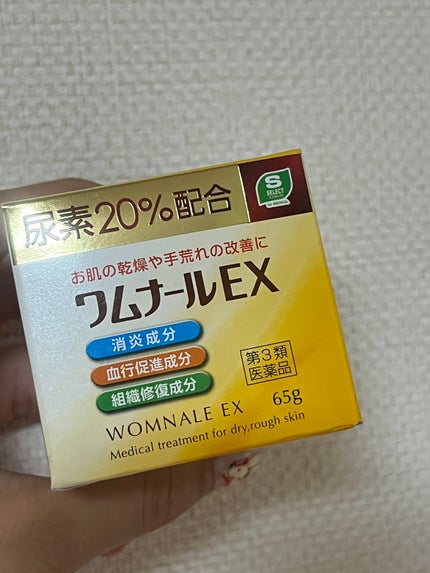 尿素20%配合
S
SELECT
for MEDICAL
お肌の乾燥や手荒れの改善に
ワムナールEX
消炎成分
血行促進成分
組織修復成分
第3類
医薬品
WOMNALE EX 65g
Medical treatment for dry,rough skin